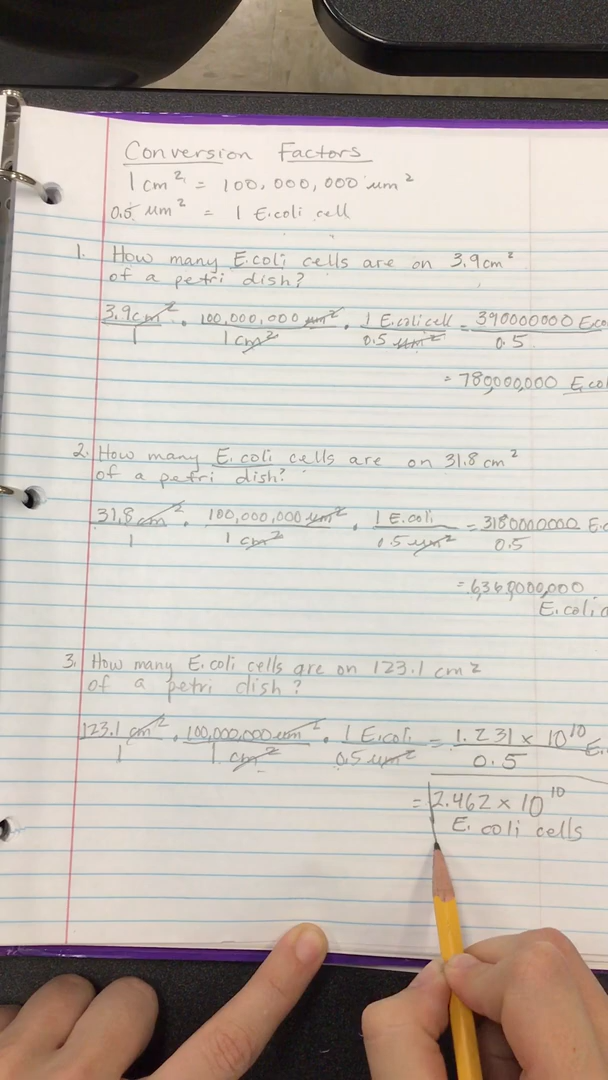 Conversion Factors
1 cm² = 100,000,000 um²
0.5 um² = 1 E.coli cell
1. How many E.coli cells are on 3.9cm²
of a petri dish?
3.9cm²/1 · 100,000,000 um²/1 cm² · 1 E.coli cell/0.5 um² = 390000000 E.co/0.5
= 780,000,000 E.col
2. How many E.coli cells are on 31.8 cm²
of a petri dish?
31.8 cm²/1 · 100,000,000 um²/1 cm² · 1 E.coli/0.5 um² = 3180000000 E.c/0.5
= 6,360,000,000
E.coli c
3. How many E.coli cells are on 123.1 cm²
of a petri dish?
123.1 cm²/1 · 100,000,000 um²/1 cm² · 1 E.coli/0.5 um² = 1.231 × 10¹⁰ E./0.5
= 2.462 × 10¹⁰
E. coli cells